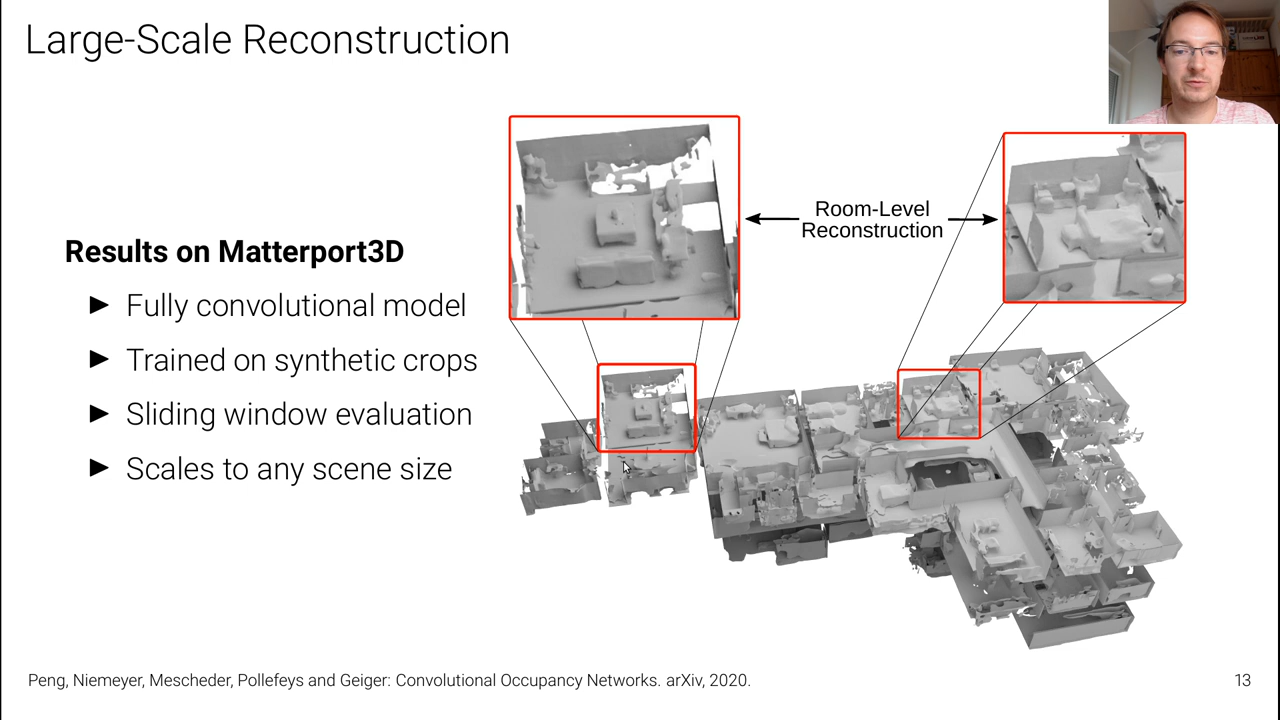 Large-Scale Reconstruction
Room-Level
Reconstruction
Results on Matterport3D
► Fully convolutional model
► Trained on synthetic crops
► Sliding window evaluation
► Scales to any scene size
Peng, Niemeyer, Mescheder, Pollefeys and Geiger: Convolutional Occupancy Networks. arXiv, 2020.
13